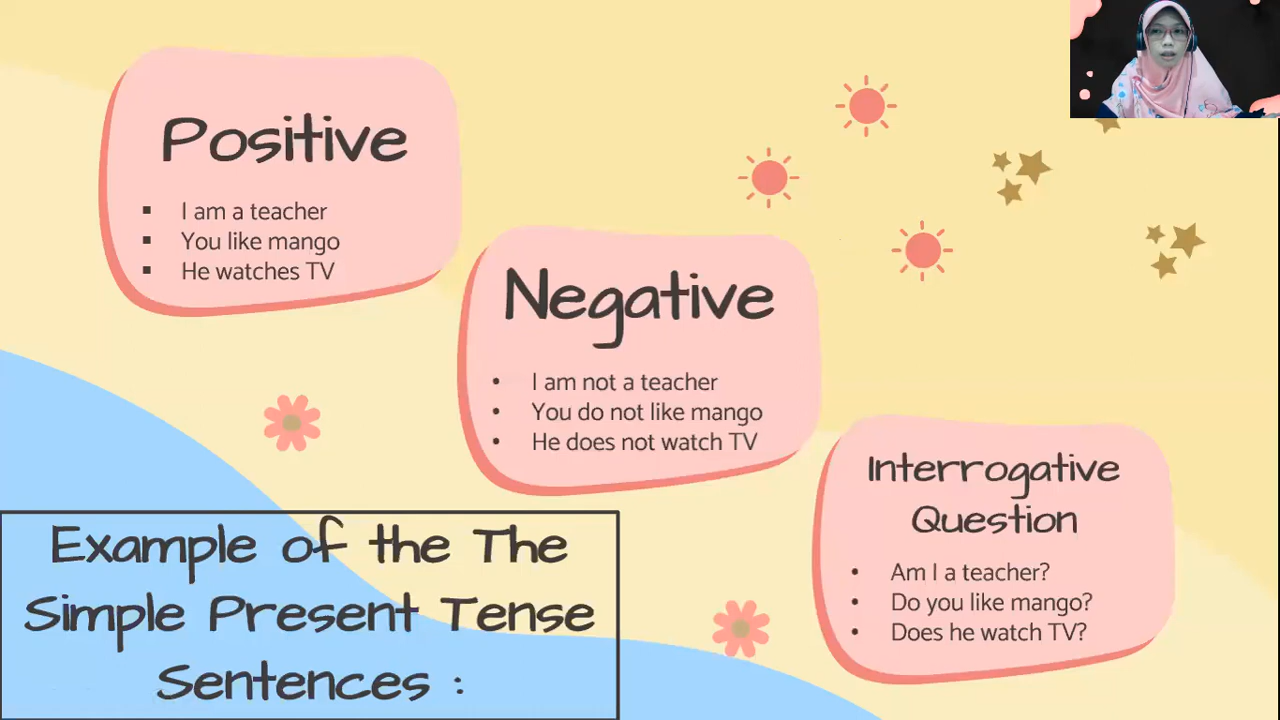 Positive
▪ I am a teacher
▪ You like mango
▪ He watches TV
Negative
• I am not a teacher
• You do not like mango
• He does not watch TV
Interrogative
Question
• Am I a teacher?
• Do you like mango?
• Does he watch TV?
Example of the The
Simple Present Tense
Sentences :